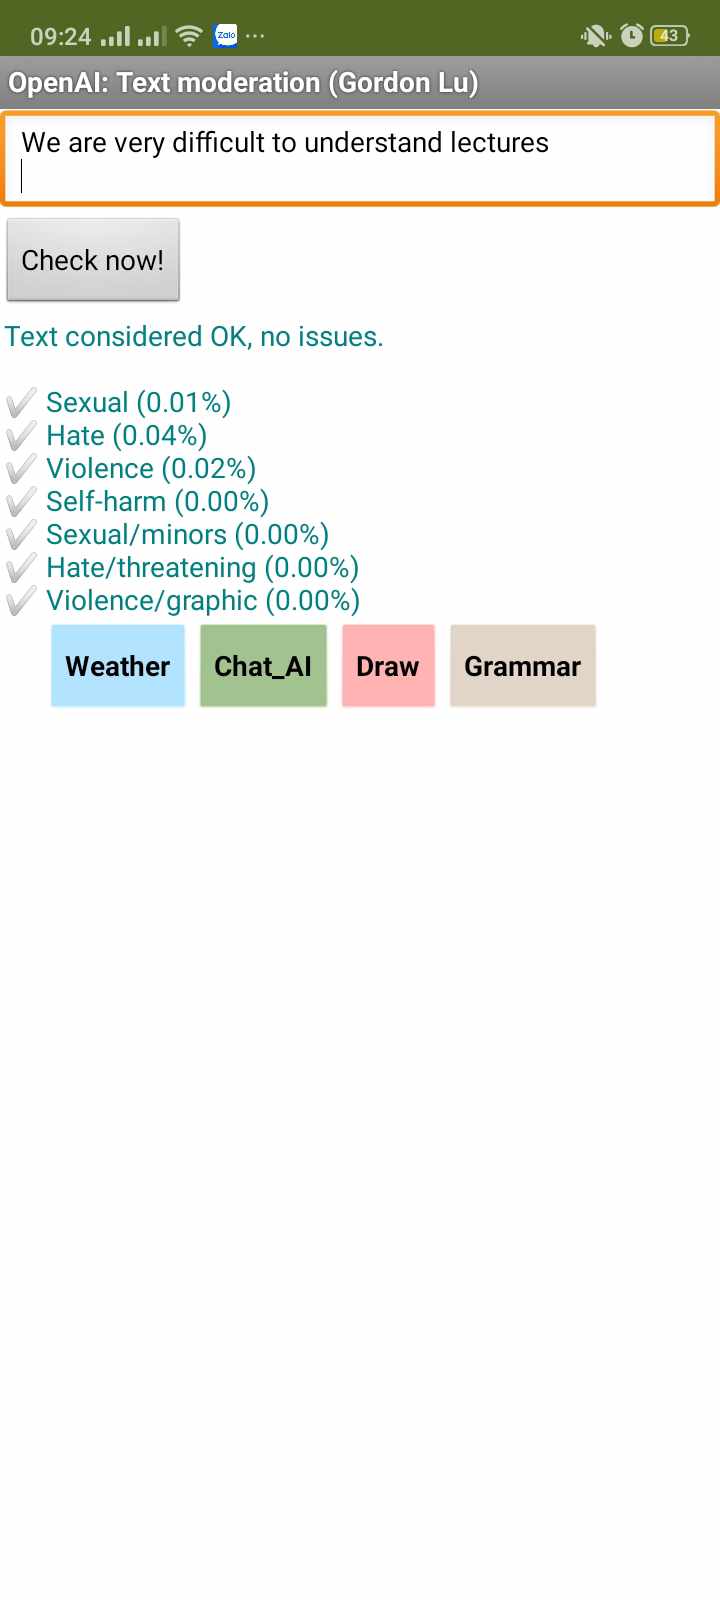 09:24 Zalo ... 43
OpenAI: Text moderation (Gordon Lu)
We are very difficult to understand lectures
Check now!
Text considered OK, no issues.
Sexual (0.01%)
Hate (0.04%)
Violence (0.02%)
Self-harm (0.00%)
Sexual/minors (0.00%)
Hate/threatening (0.00%)
Violence/graphic (0.00%)
Weather Chat_AI Draw Grammar